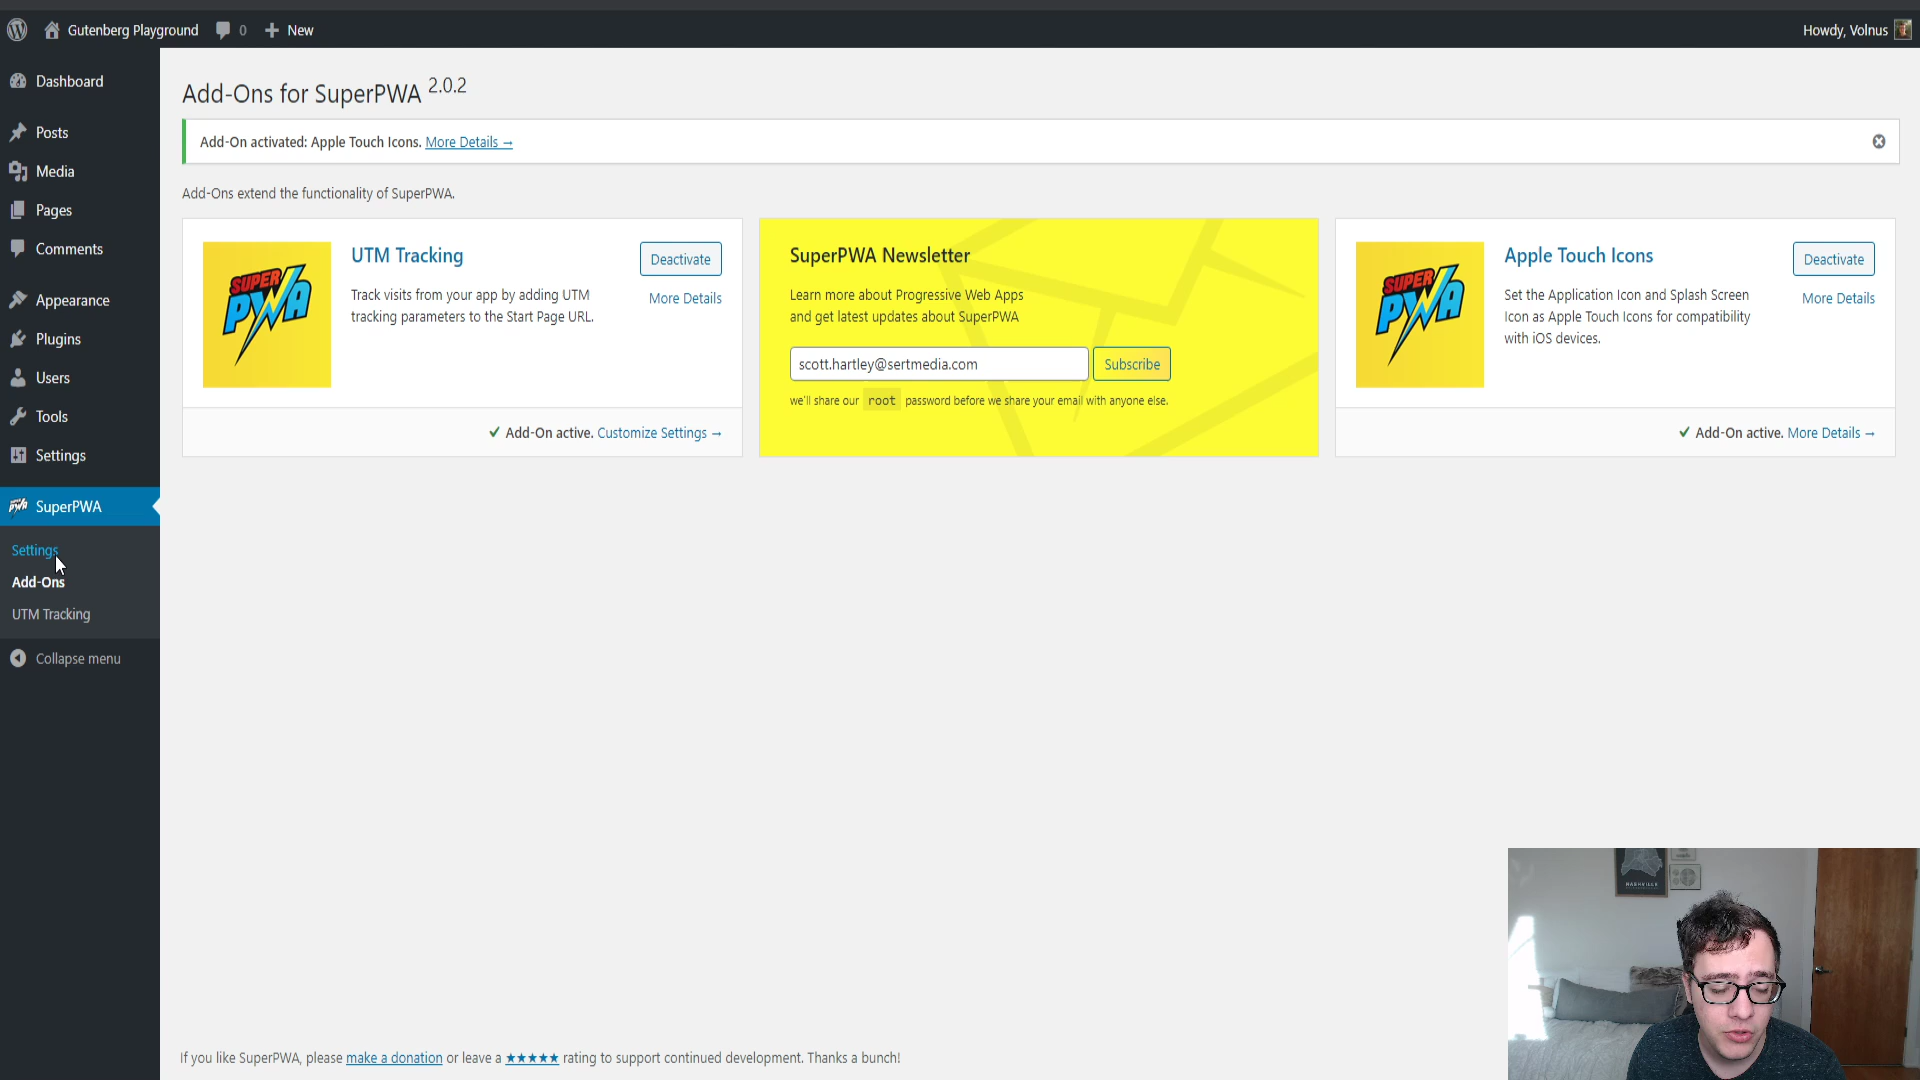 Gutenberg Playground 0 New Howdy, Volnus
Dashboard
Posts
Media
Pages
Comments
Appearance
Plugins
Users
Tools
Settings
SuperPWA
Settings
Add-Ons
UTM Tracking
Collapse menu
Add-Ons for SuperPWA 2.0.2
Add-On activated: Apple Touch Icons. More Details →
Add-Ons extend the functionality of SuperPWA.
SUPER
PWA
UTM Tracking
Deactivate
More Details
Track visits from your app by adding UTM
tracking parameters to the Start Page URL.
✔ Add-On active. Customize Settings →
SuperPWA Newsletter
Learn more about Progressive Web Apps
and get latest updates about SuperPWA
scott.hartley@sertmedia.com Subscribe
we'll share our root password before we share your email with anyone else.
SUPER
PWA
Apple Touch Icons
Deactivate
More Details
Set the Application Icon and Splash Screen
Icon as Apple Touch Icons for compatibility
with iOS devices.
✔ Add-On active. More Details →
NASHVILLE
If you like SuperPWA, please make a donation or leave a ★★★★★ rating to support continued development. Thanks a bunch!